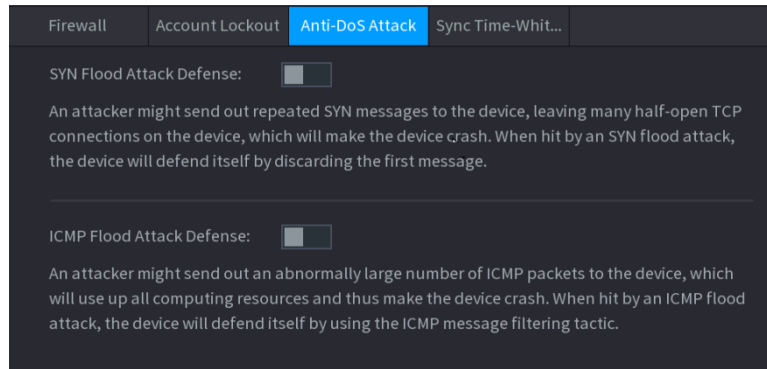 Firewall Account Lockout Anti-DoS Attack Sync Time-Whit...
SYN Flood Attack Defense:
An attacker might send out repeated SYN messages to the device, leaving many half-open TCP
connections on the device, which will make the device crash. When hit by an SYN flood attack,
the device will defend itself by discarding the first message.
ICMP Flood Attack Defense:
An attacker might send out an abnormally large number of ICMP packets to the device, which
will use up all computing resources and thus make the device crash. When hit by an ICMP flood
attack, the device will defend itself by using the ICMP message filtering tactic.